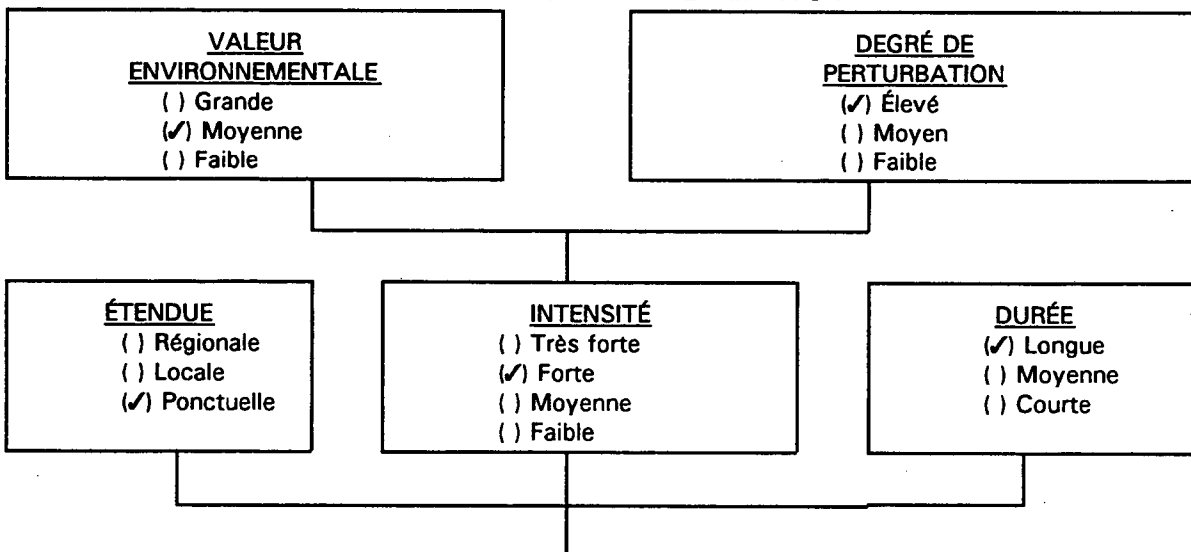 VALEUR
ENVIRONNEMENTALE
( ) Grande
(✓) Moyenne
( ) Faible
DEGRÉ DE
PERTURBATION
(✓) Élevé
( ) Moyen
( ) Faible
ÉTENDUE
( ) Régionale
( ) Locale
(✓) Ponctuelle
INTENSITÉ
( ) Très forte
(✓) Forte
( ) Moyenne
( ) Faible
DURÉE
(✓) Longue
( ) Moyenne
( ) Courte